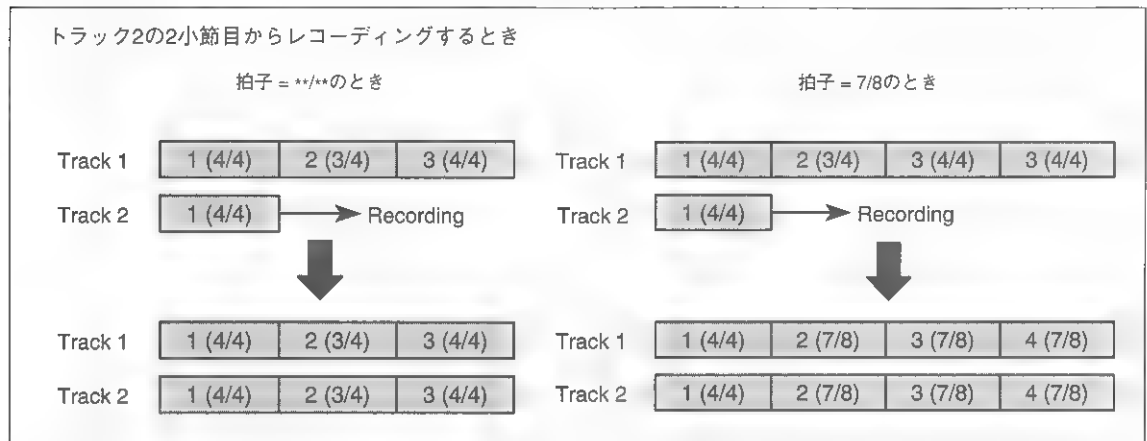 トラック2の2小節目からレコーディングするとき
拍子 = **/**のとき
Track 1 1 (4/4) 2 (3/4) 3 (4/4)
Track 2 1 (4/4) Recording
Track 1 1 (4/4) 2 (3/4) 3 (4/4)
Track 2 1 (4/4) 2 (3/4) 3 (4/4)
拍子 = 7/8のとき
Track 1 1 (4/4) 2 (3/4) 3 (4/4) 3 (4/4)
Track 2 1 (4/4) Recording
Track 1 1 (4/4) 2 (7/8) 3 (7/8) 4 (7/8)
Track 2 1 (4/4) 2 (7/8) 3 (7/8) 4 (7/8)